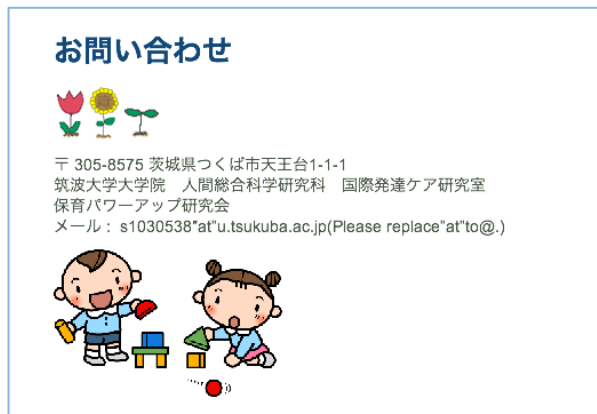 お問い合わせ
〒 305-8575 茨城県つくば市天王台1-1-1
筑波大学大学院　人間総合科学研究科　国際発達ケア研究室
保育パワーアップ研究会
メール： s1030538"at"u.tsukuba.ac.jp(Please replace"at"to@.)